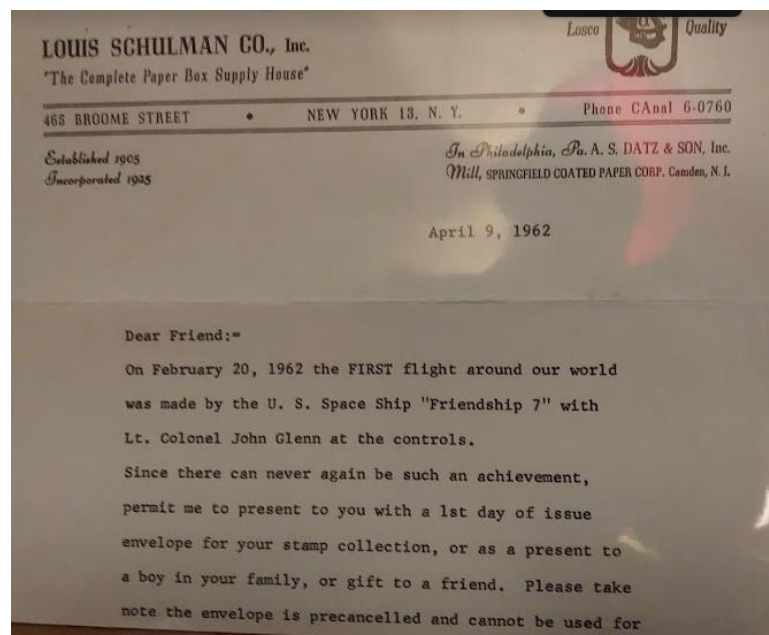 LOUIS SCHULMAN CO., Inc.
"The Complete Paper Box Supply House"
Losco Quality
465 BROOME STREET • NEW YORK 13, N. Y. • Phone CAnal 6-0760
Established 1905
Incorporated 1925
In Philadelphia, Pa. A. S. DATZ & SON, Inc.
Mill, SPRINGFIELD COATED PAPER CORP. Camden, N. J.
April 9, 1962
Dear Friend:-
On February 20, 1962 the FIRST flight around our world
was made by the U. S. Space Ship "Friendship 7" with
Lt. Colonel John Glenn at the controls.
Since there can never again be such an achievement,
permit me to present to you with a 1st day of issue
envelope for your stamp collection, or as a present to
a boy in your family, or gift to a friend. Please take
note the envelope is precancelled and cannot be used for